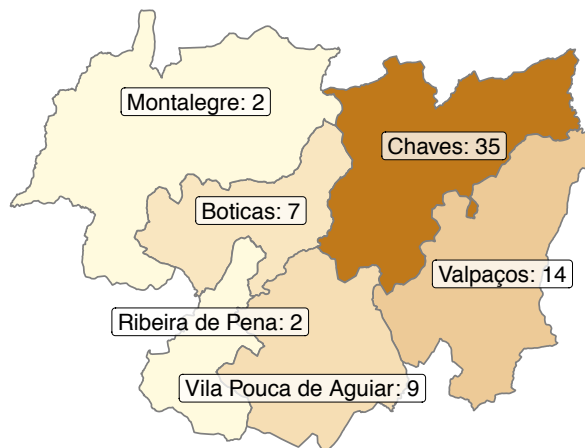 Montalegre: 2
Chaves: 35
Boticas: 7
Valpaços: 14
Ribeira de Pena: 2
Vila Pouca de Aguiar: 9